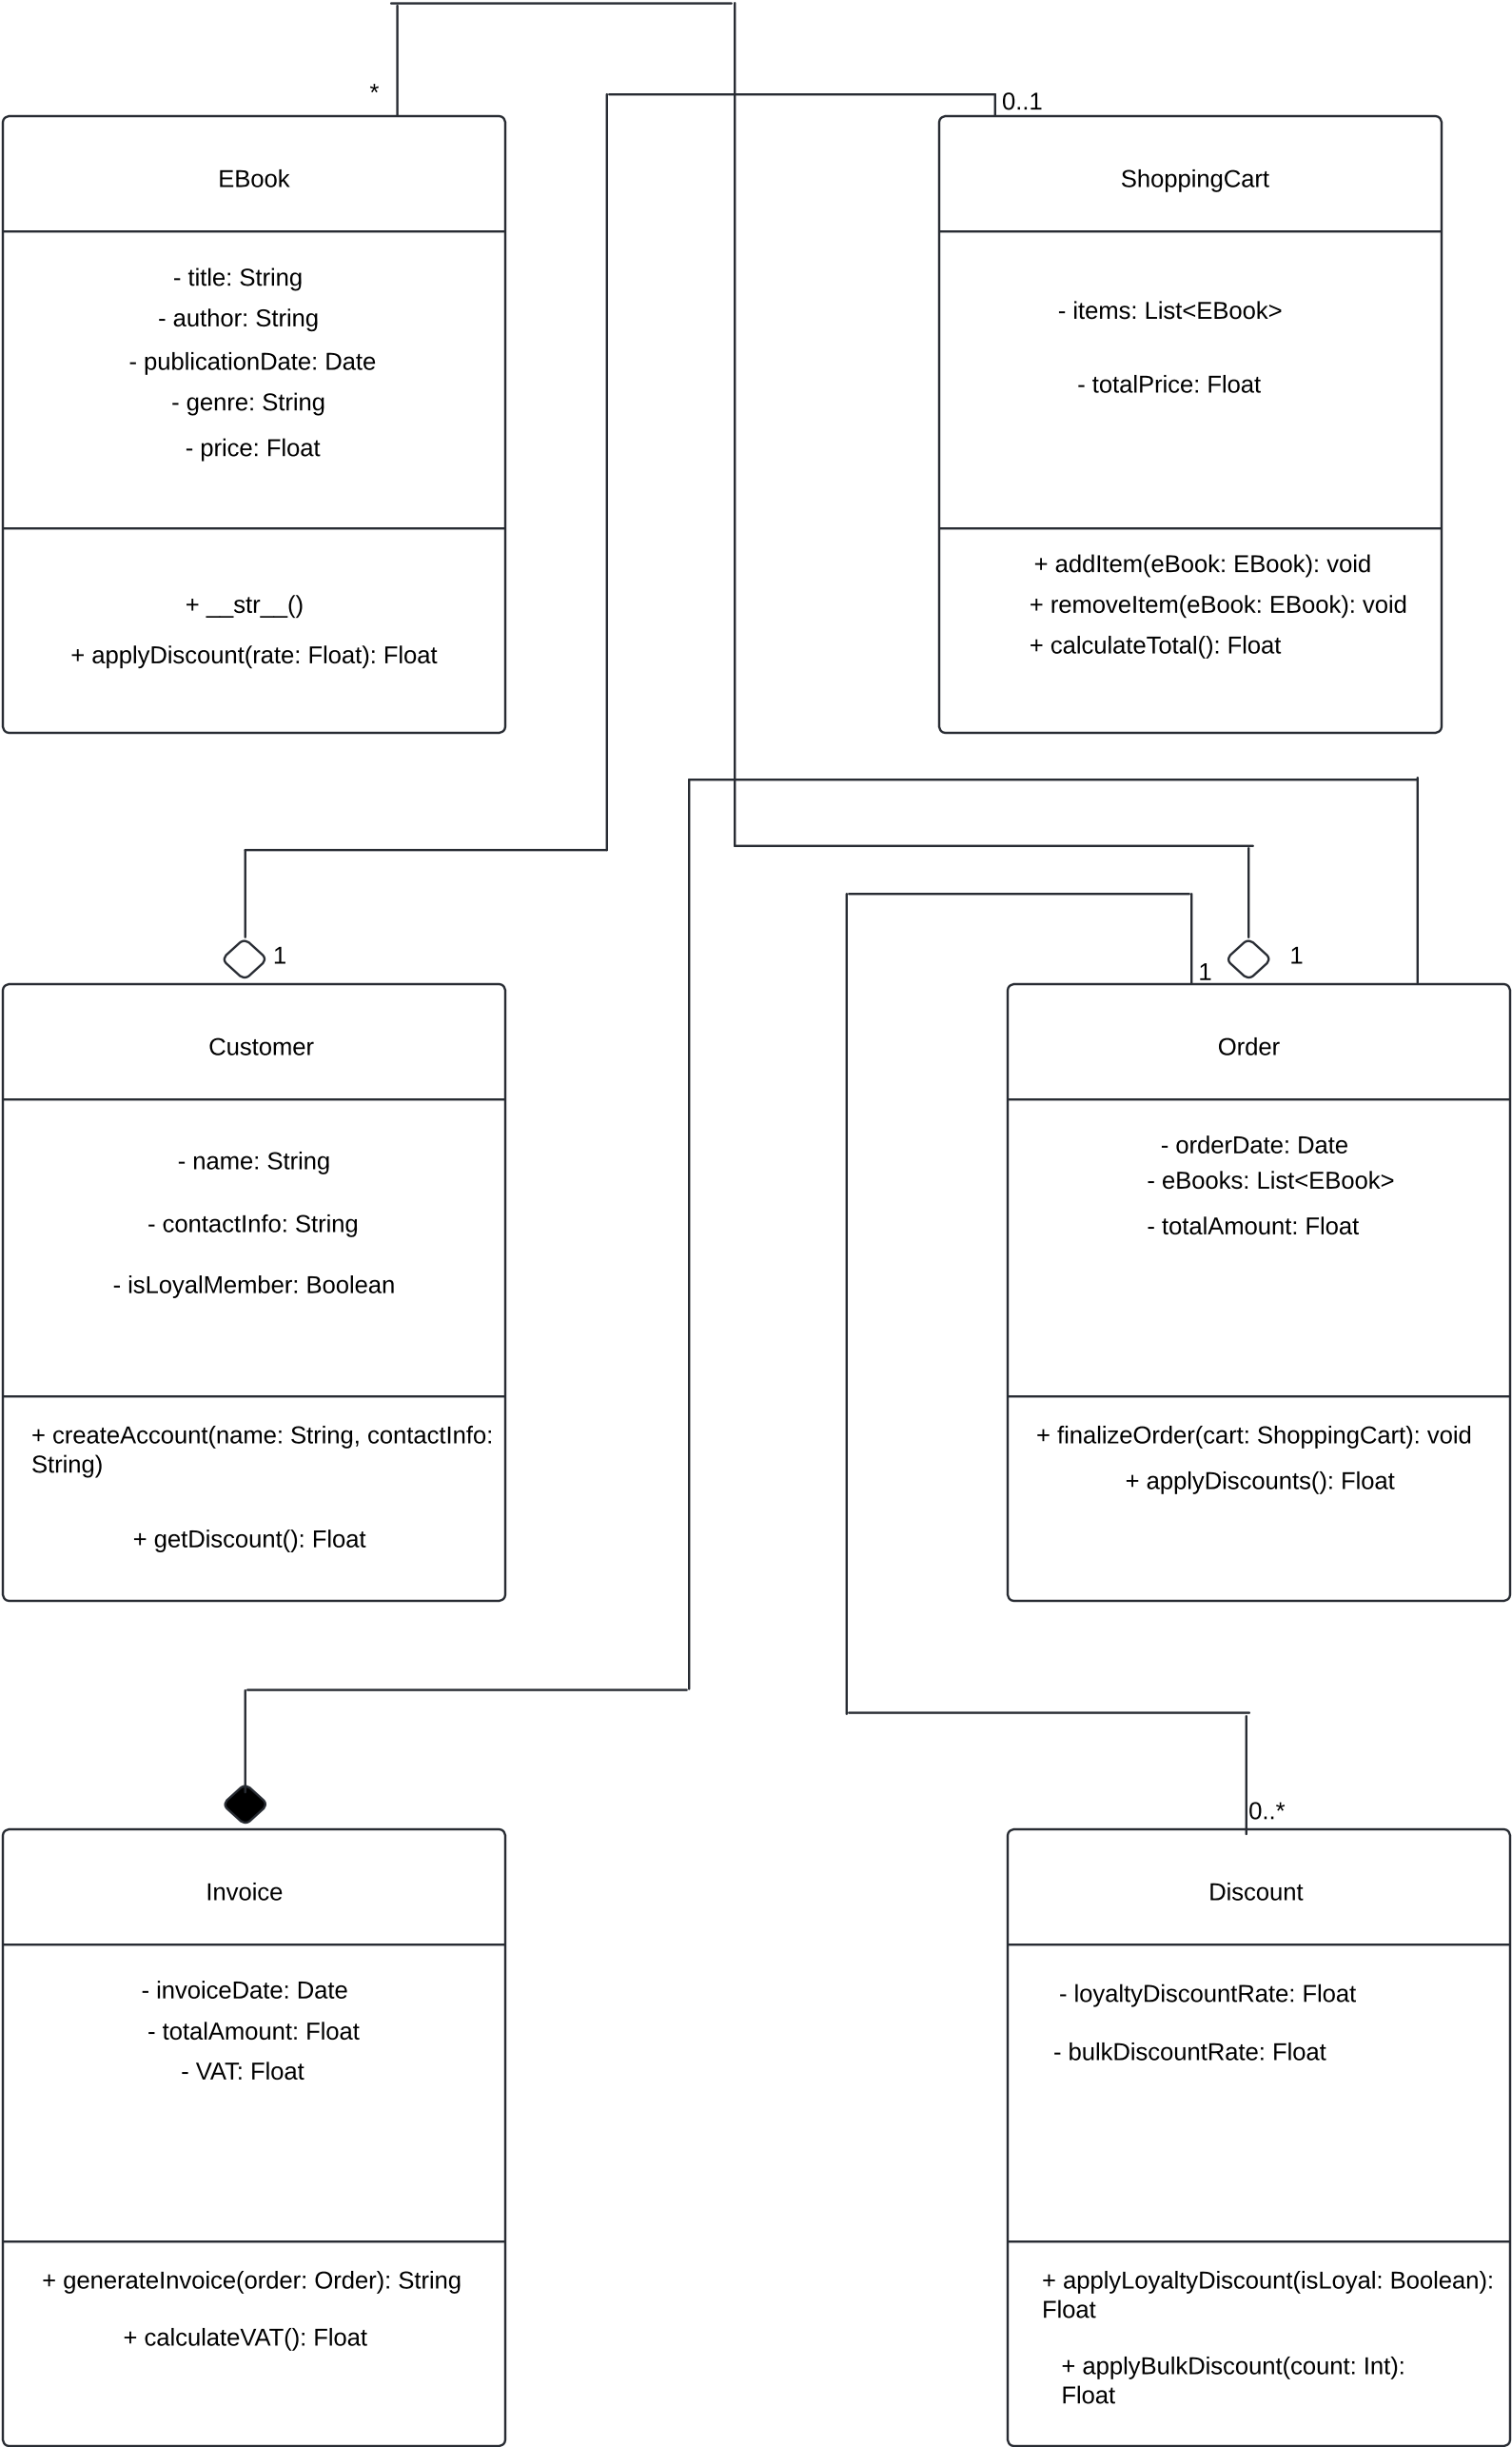 *
0..1
EBook
- title: String
- author: String
- publicationDate: Date
- genre: String
- price: Float
+ __str__()
+ applyDiscount(rate: Float): Float
ShoppingCart
- items: List<EBook>
- totalPrice: Float
+ addItem(eBook: EBook): void
+ removeItem(eBook: EBook): void
+ calculateTotal(): Float
1
Customer
- name: String
- contactInfo: String
- isLoyalMember: Boolean
+ createAccount(name: String, contactInfo:
String)
+ getDiscount(): Float
1
1
Order
- orderDate: Date
- eBooks: List<EBook>
- totalAmount: Float
+ finalizeOrder(cart: ShoppingCart): void
+ applyDiscounts(): Float
Invoice
- invoiceDate: Date
- totalAmount: Float
- VAT: Float
+ generateInvoice(order: Order): String
+ calculateVAT(): Float
0..*
Discount
- loyaltyDiscountRate: Float
- bulkDiscountRate: Float
+ applyLoyaltyDiscount(isLoyal: Boolean):
Float
+ applyBulkDiscount(count: Int):
Float